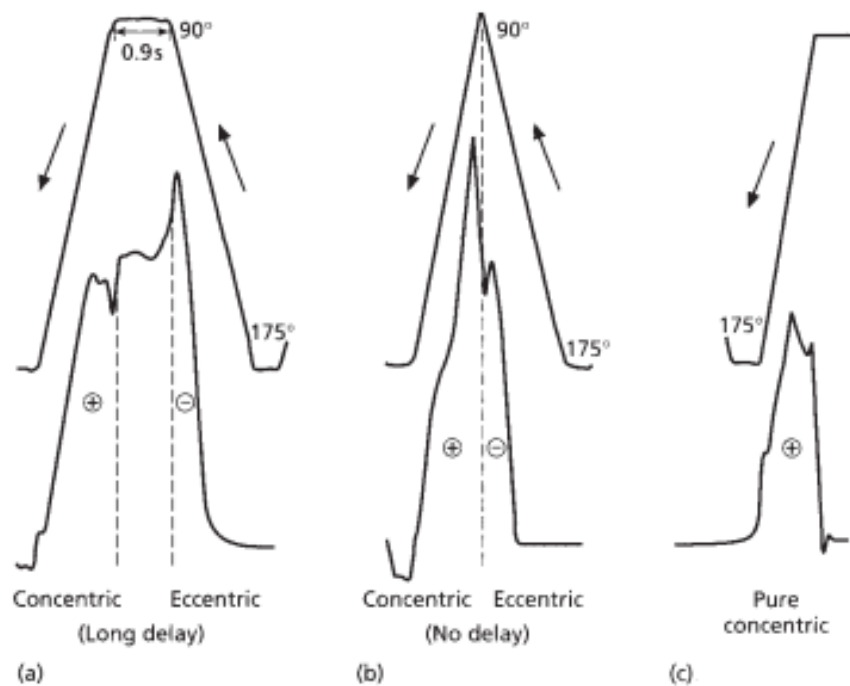 90°
0.9s
175°
⊕
⊖
Concentric Eccentric
(Long delay)
(a)
90°
175°
⊕
⊖
Concentric Eccentric
(No delay)
(b)
175°
⊕
Pure
concentric
(c)